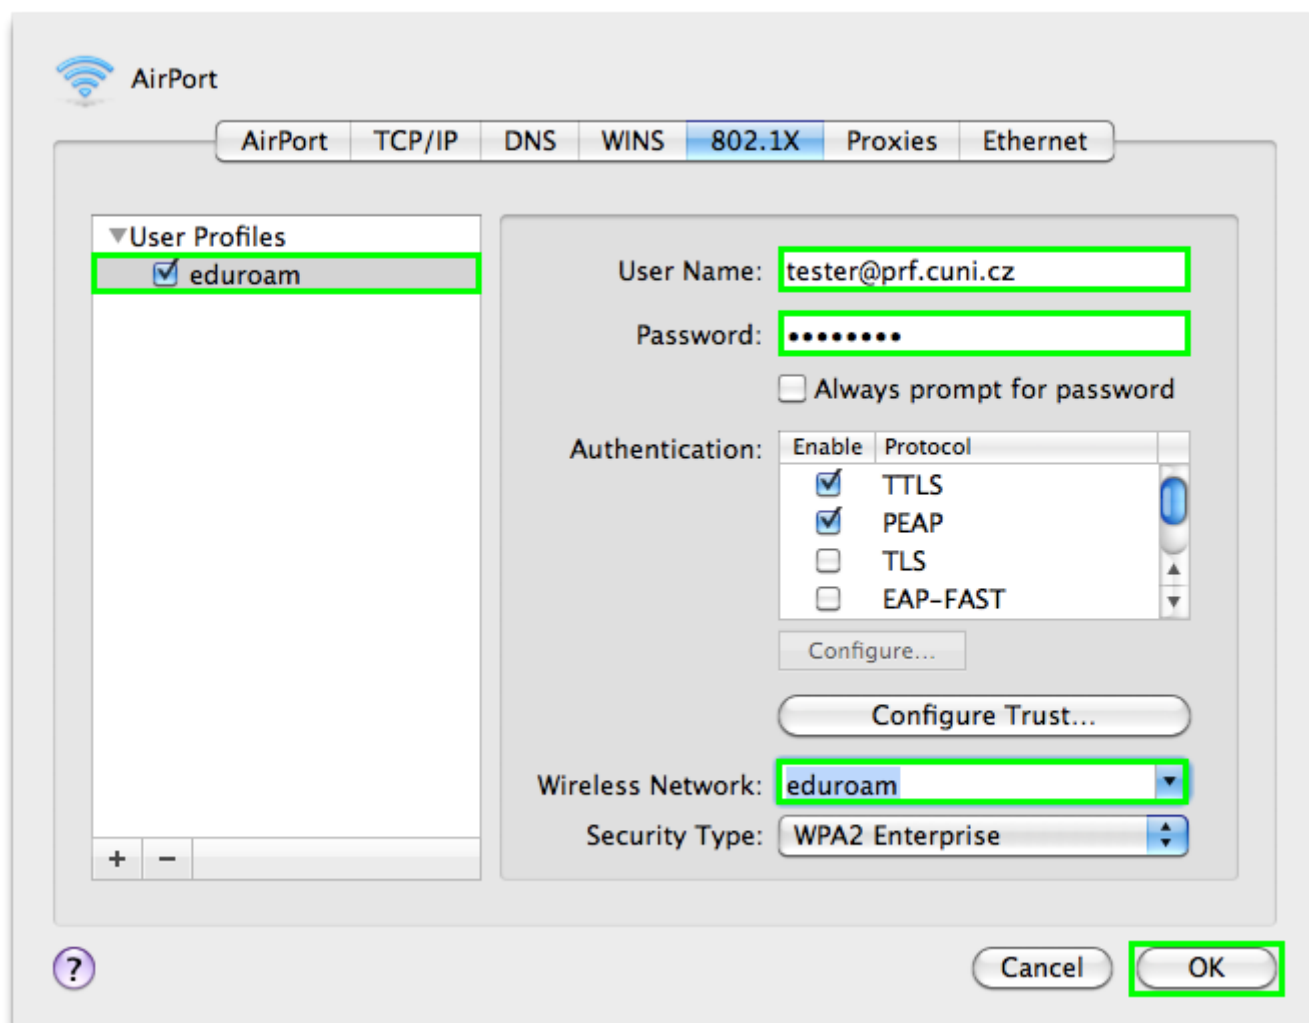 AirPort
AirPort TCP/IP DNS WINS 802.1X Proxies Ethernet
User Profiles
eduroam
User Name: tester@prf.cuni.cz
Password: ••••••••
Always prompt for password
Authentication: Enable Protocol
TTLS
PEAP
TLS
EAP-FAST
Configure...
Configure Trust...
Wireless Network: eduroam
Security Type: WPA2 Enterprise
+ −
? Cancel OK